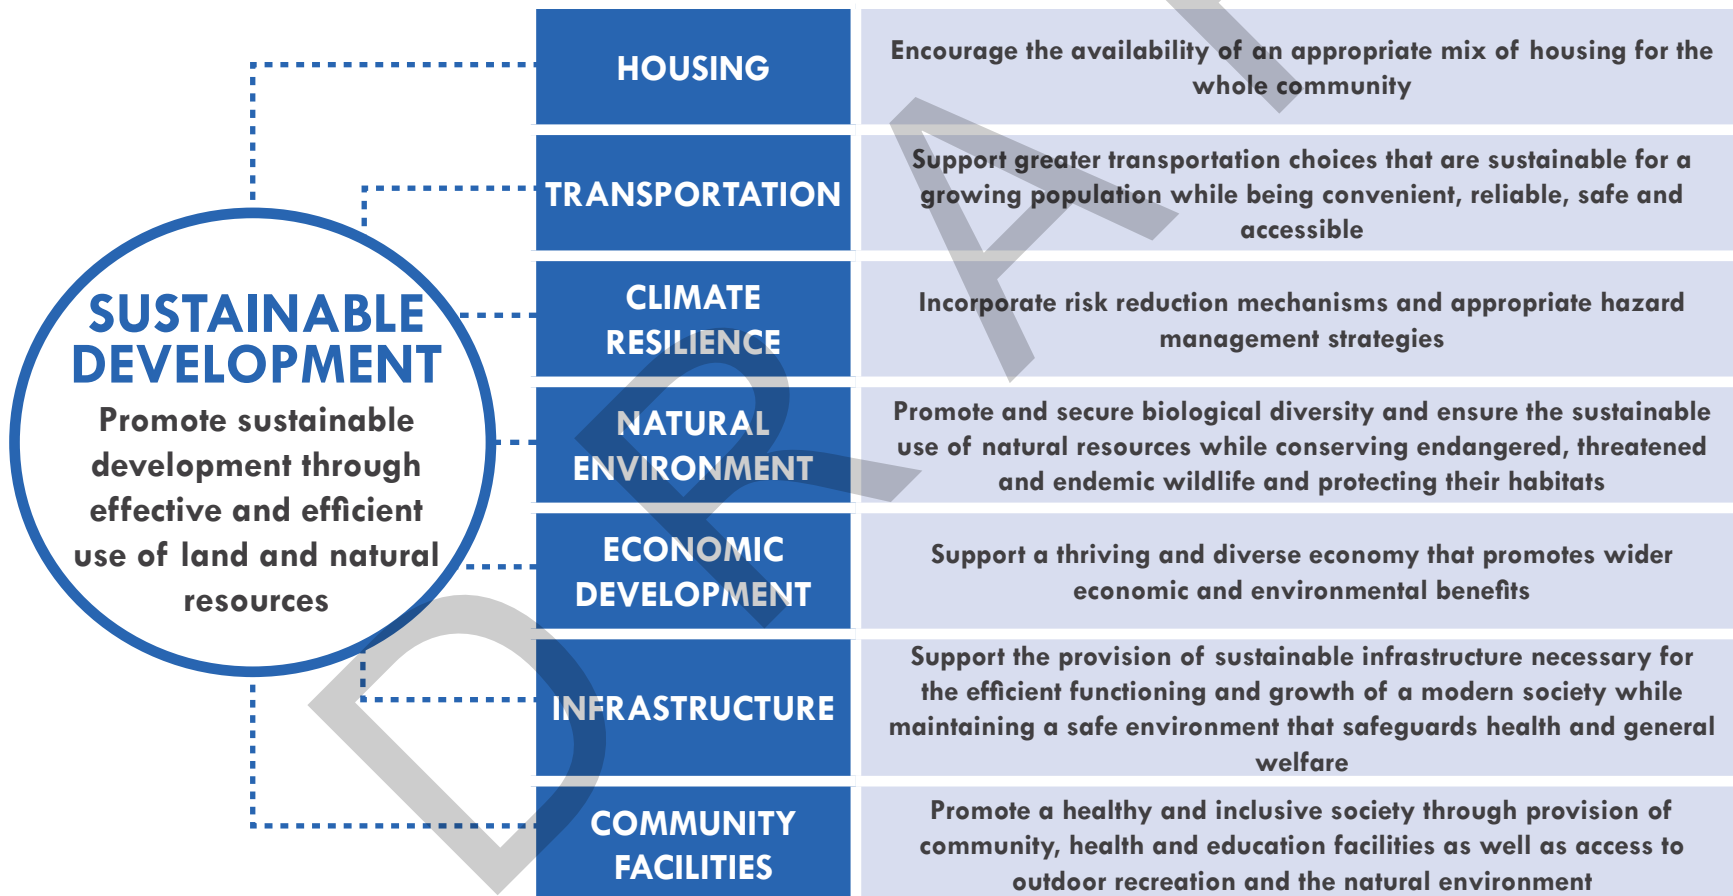 SUSTAINABLE
DEVELOPMENT
Promote sustainable
development through
effective and efficient
use of land and natural
resources
HOUSING
Encourage the availability of an appropriate mix of housing for the
whole community
TRANSPORTATION
Support greater transportation choices that are sustainable for a
growing population while being convenient, reliable, safe and
accessible
CLIMATE
RESILIENCE
Incorporate risk reduction mechanisms and appropriate hazard
management strategies
NATURAL
ENVIRONMENT
Promote and secure biological diversity and ensure the sustainable
use of natural resources while conserving endangered, threatened
and endemic wildlife and protecting their habitats
ECONOMIC
DEVELOPMENT
Support a thriving and diverse economy that promotes wider
economic and environmental benefits
INFRASTRUCTURE
Support the provision of sustainable infrastructure necessary for
the efficient functioning and growth of a modern society while
maintaining a safe environment that safeguards health and general
welfare
COMMUNITY
FACILITIES
Promote a healthy and inclusive society through provision of
community, health and education facilities as well as access to
outdoor recreation and the natural environment
DRA